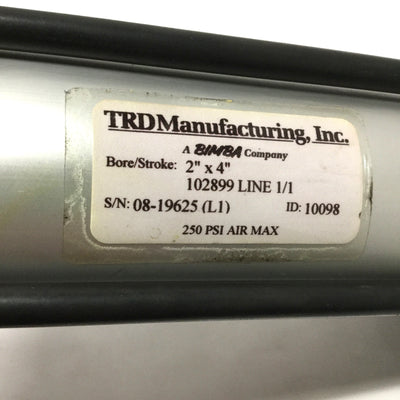 TRDManufacturing, Inc.
A BIMBA Company
Bore/Stroke: 2" x 4"
102899 LINE 1/1
S/N: 08-19625 (L1) ID: 10098
250 PSI AIR MAX